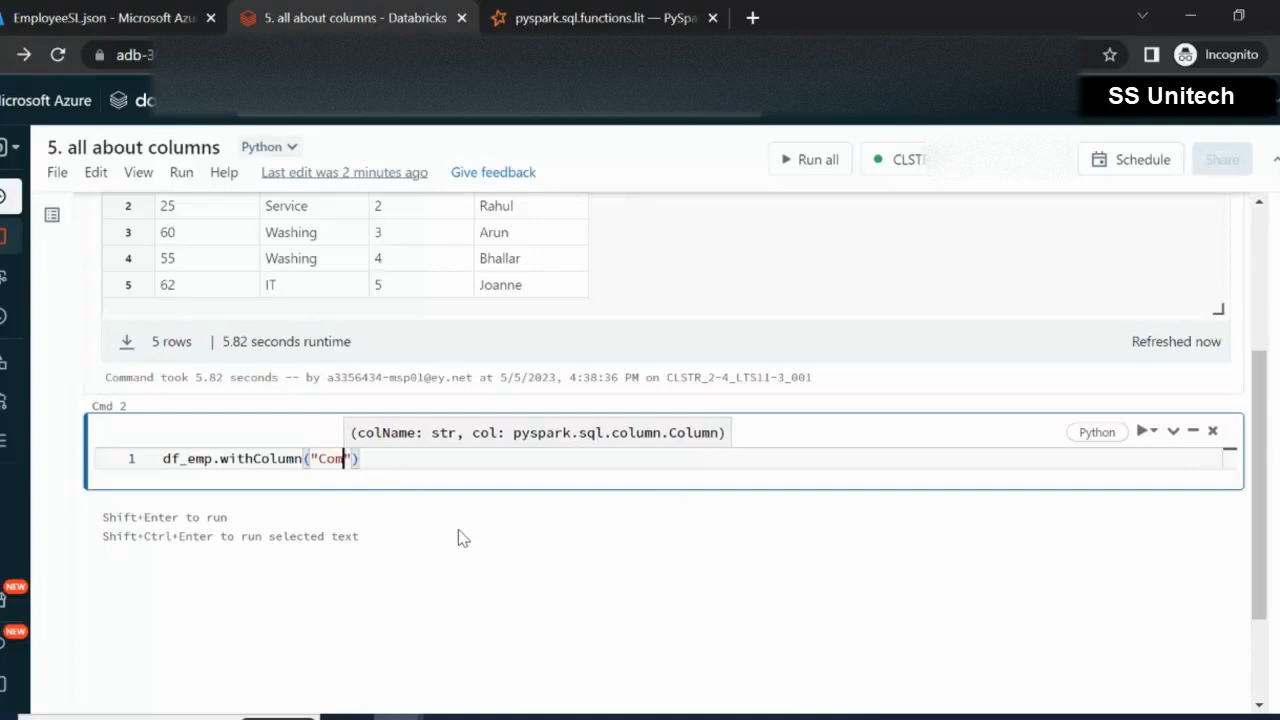 EmployeeSL.json - Microsoft Azu
5. all about columns - Databricks
pyspark.sql.functions.lit — PySpa
adb-3
Incognito
icrosoft Azure
SS Unitech
5. all about columns
Python
Run all
CLSTR
Schedule
Share
File Edit View Run Help Last edit was 2 minutes ago Give feedback
2 25 Service 2 Rahul
3 60 Washing 3 Arun
4 55 Washing 4 Bhallar
5 62 IT 5 Joanne
5 rows | 5.82 seconds runtime
Refreshed now
Command took 5.82 seconds -- by a3356434-msp01@ey.net at 5/5/2023, 4:38:36 PM on CLSTR_2-4_LTS11-3_001
Cmd 2
(colName: str, col: pyspark.sql.column.Column)
Python
1 df_emp.withColumn("Com")
Shift+Enter to run
Shift+Ctrl+Enter to run selected text
NEW
NEW